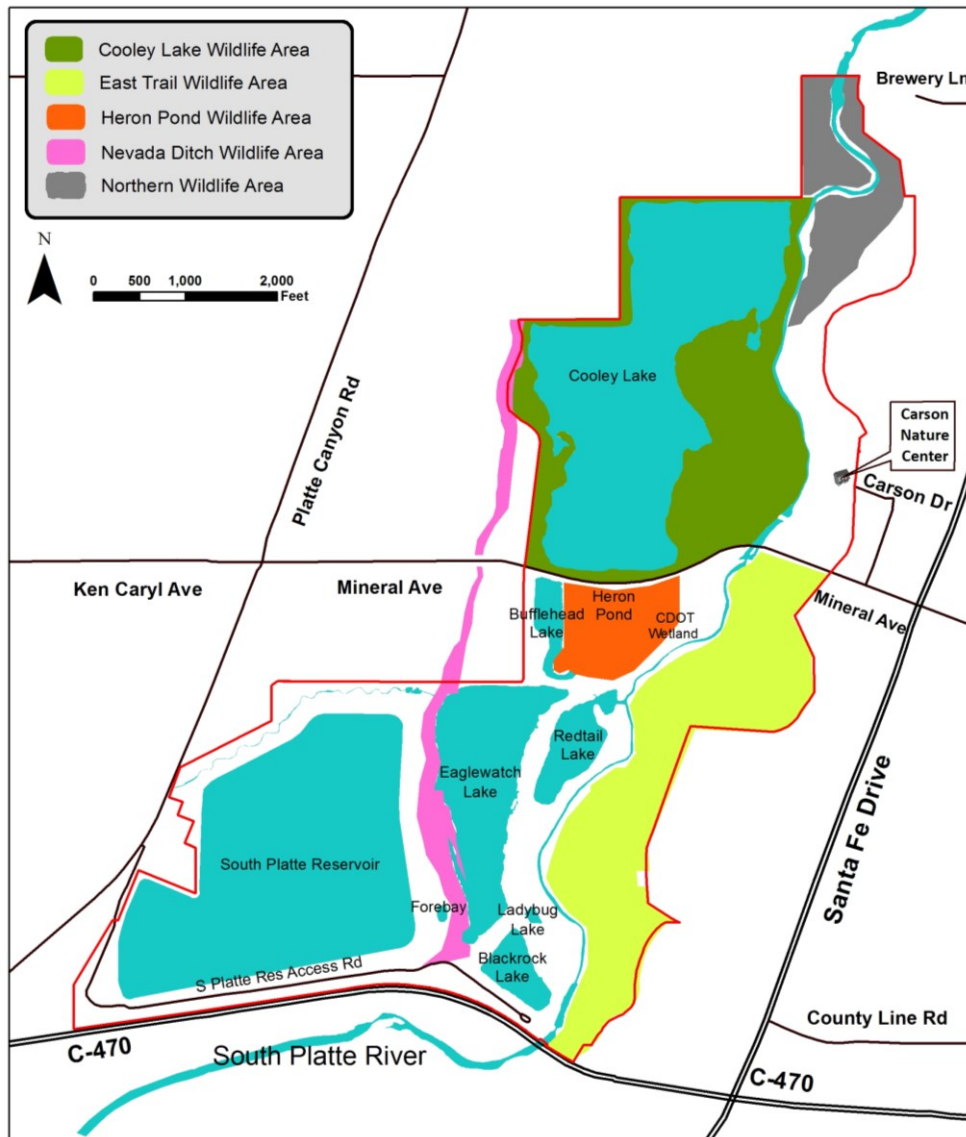 Cooley Lake Wildlife Area
East Trail Wildlife Area
Heron Pond Wildlife Area
Nevada Ditch Wildlife Area
Northern Wildlife Area
N
0 500 1,000 2,000
Feet
Brewery Ln
Platte Canyon Rd
Cooley Lake
Carson
Nature
Center
Carson Dr
Ken Caryl Ave
Mineral Ave
Mineral Ave
Heron
Pond
Bufflehead
Lake
CDOT
Wetland
Redtail
Lake
Eaglewatch
Lake
South Platte Reservoir
Santa Fe Drive
Forebay
Ladybug
Lake
Blackrock
Lake
S Platte Res Access Rd
County Line Rd
C-470
South Platte River
C-470